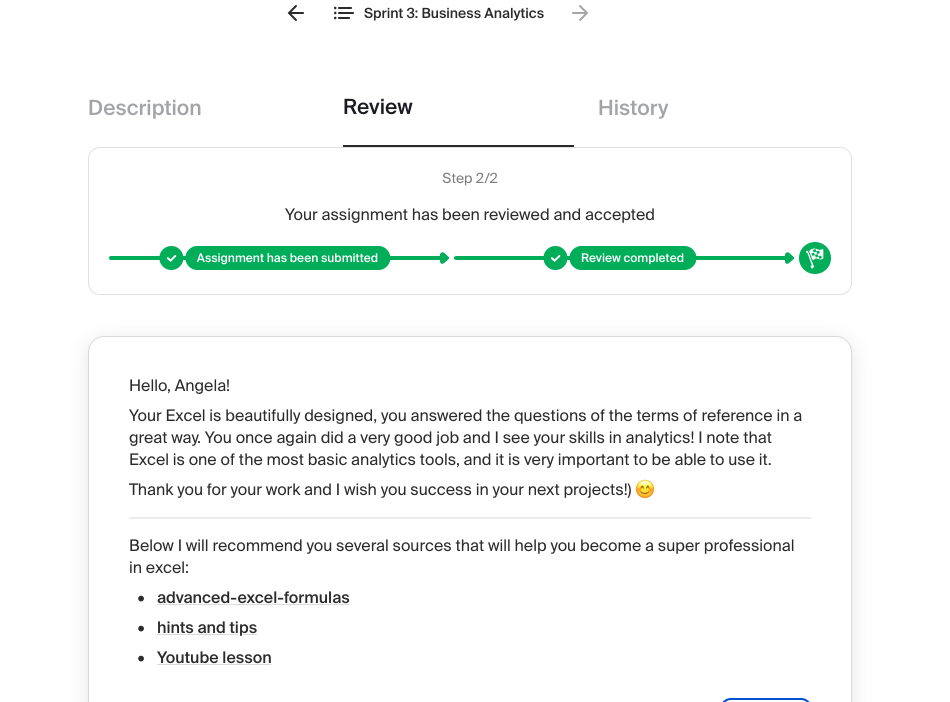 Sprint 3: Business Analytics
Description
Review
History
Step 2/2
Your assignment has been reviewed and accepted
Assignment has been submitted
Review completed
Hello, Angela!
Your Excel is beautifully designed, you answered the questions of the terms of reference in a
great way. You once again did a very good job and I see your skills in analytics! I note that
Excel is one of the most basic analytics tools, and it is very important to be able to use it.
Thank you for your work and I wish you success in your next projects!) 😊
Below I will recommend you several sources that will help you become a super professional
in excel:
• advanced-excel-formulas
• hints and tips
• Youtube lesson